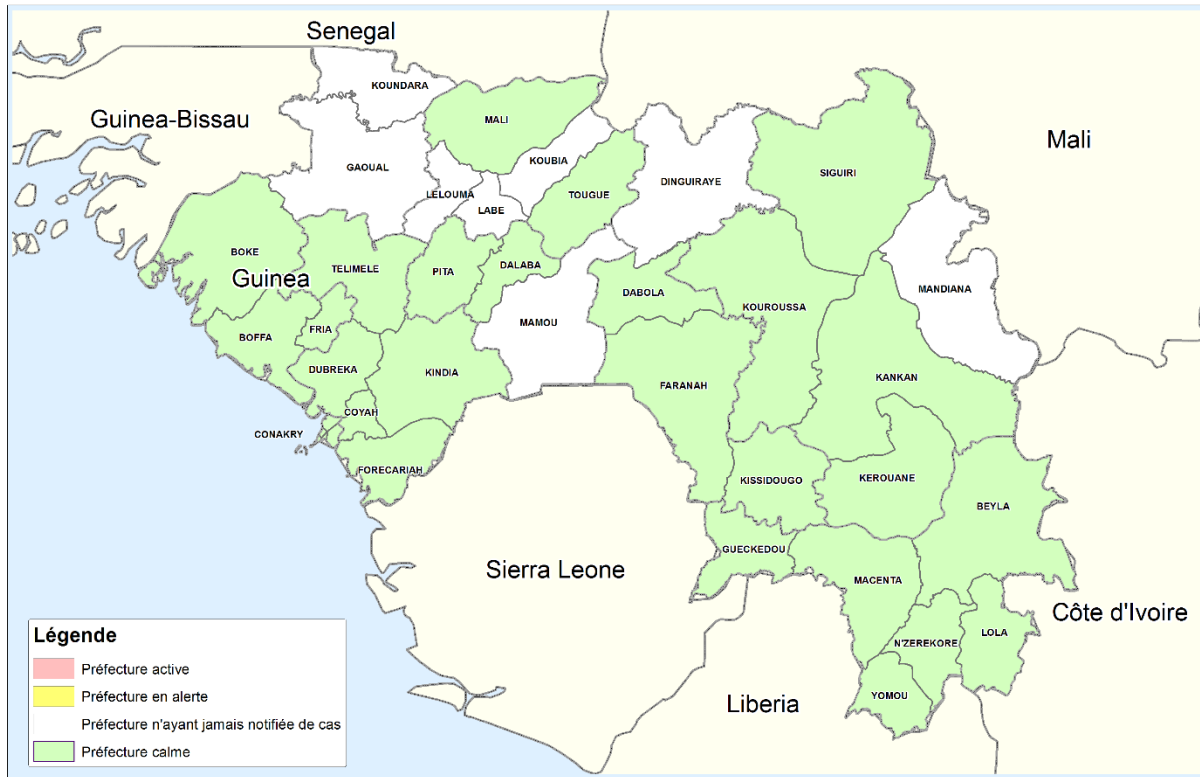 Senegal
KOUNDARA
Guinea-Bissau
MALI
Mali
KOUBIA
GAOUAL
SIGUIRI
DINGUIRAYE
LELOUMA
TOUGUE
LABE
BOKE
DALABA
TELIMELE
PITA
Guinea
MANDIANA
DABOLA
KOUROUSSA
MAMOU
FRIA
BOFFA
DUBREKA
KINDIA
KANKAN
FARANAH
COYAH
CONAKRY
FORECARIAH
KEROUANE
KISSIDOUGO
BEYLA
GUECKEDOU
Sierra Leone
MACENTA
Côte d'Ivoire
LOLA
N'ZEREKORE
YOMOU
Liberia
Légende
Préfecture active
Préfecture en alerte
Préfecture n'ayant jamais notifiée de cas
Préfecture calme